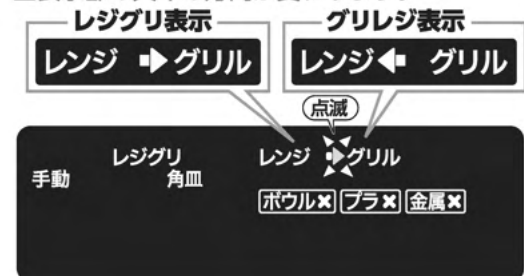 レジグリ表示
グリレジ表示
レンジ ➡ グリル
レンジ ⬅ グリル
点滅
レジグリ
レンジ ➡ グリル
手動
角皿
ボウル✖ プラ✖ 金属✖